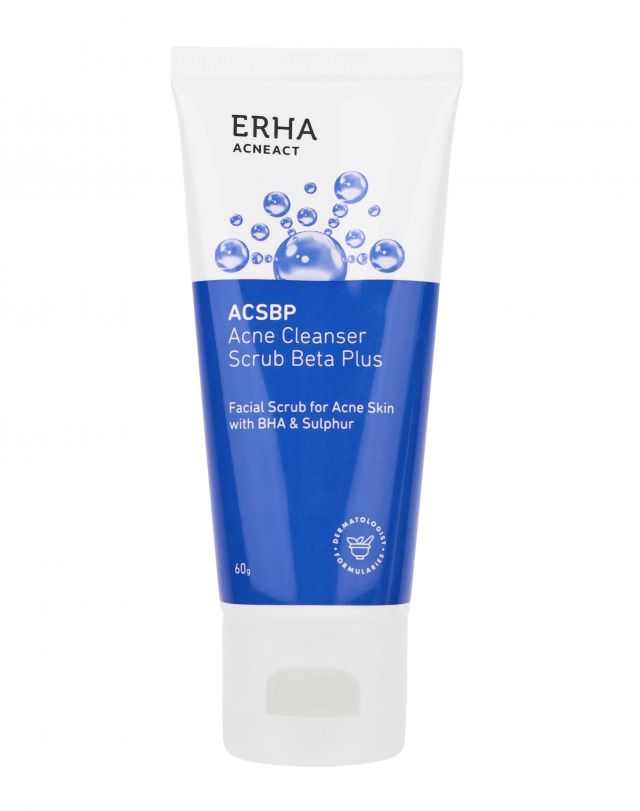 ERHA
ACNEACT
ACSBP
Acne Cleanser
Scrub Beta Plus
Facial Scrub for Acne Skin
with BHA & Sulphur
DERMATOLOGIST
FORMULARIES
60g